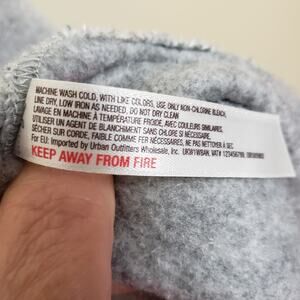 MACHINE WASH COLD, WITH LIKE COLORS, USE ONLY NON-CHLORINE BLEACH,
LINE DRY, LOW IRON AS NEEDED, DO NOT DRY CLEAN
LAVAGE EN MACHINE À TEMPÉRATURE FROIDE, AVEC COULEURS SIMILAIRES.
UTILISER UN AGENT DE BLANCHIMENT SANS CHLORE SI NÉCESSAIRE.
SÉCHER SUR CORDE, FAIBLE COMME FER NÉCESSAIRES, NE PAS NETTOYER À SEC
For EU: imported by Urban Outfitters Wholesale, Inc. VAT#
KEEP AWAY FROM FIRE